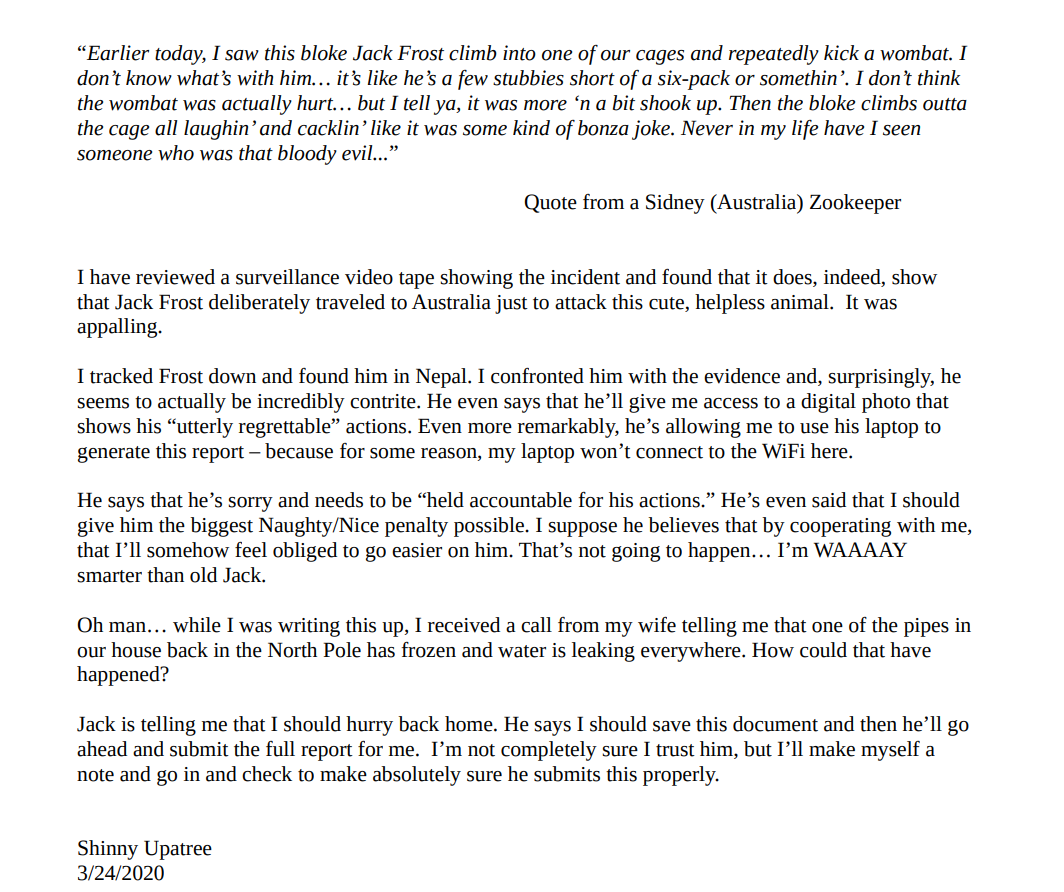 “Earlier today, I saw this bloke Jack Frost climb into one of our cages and repeatedly kick a wombat. I
don’t know what’s with him… it’s like he’s a few stubbies short of a six-pack or somethin’. I don’t think
the wombat was actually hurt… but I tell ya, it was more ‘n a bit shook up. Then the bloke climbs outta
the cage all laughin’ and cacklin’ like it was some kind of bonza joke. Never in my life have I seen
someone who was that bloody evil...”
Quote from a Sidney (Australia) Zookeeper
I have reviewed a surveillance video tape showing the incident and found that it does, indeed, show
that Jack Frost deliberately traveled to Australia just to attack this cute, helpless animal.  It was
appalling.
I tracked Frost down and found him in Nepal. I confronted him with the evidence and, surprisingly, he
seems to actually be incredibly contrite. He even says that he’ll give me access to a digital photo that
shows his “utterly regrettable” actions. Even more remarkably, he’s allowing me to use his laptop to
generate this report – because for some reason, my laptop won’t connect to the WiFi here.
He says that he’s sorry and needs to be “held accountable for his actions.” He’s even said that I should
give him the biggest Naughty/Nice penalty possible. I suppose he believes that by cooperating with me,
that I’ll somehow feel obliged to go easier on him. That’s not going to happen… I’m WAAAAY
smarter than old Jack.
Oh man… while I was writing this up, I received a call from my wife telling me that one of the pipes in
our house back in the North Pole has frozen and water is leaking everywhere. How could that have
happened?
Jack is telling me that I should hurry back home. He says I should save this document and then he’ll go
ahead and submit the full report for me.  I’m not completely sure I trust him, but I’ll make myself a
note and go in and check to make absolutely sure he submits this properly.
Shinny Upatree
3/24/2020